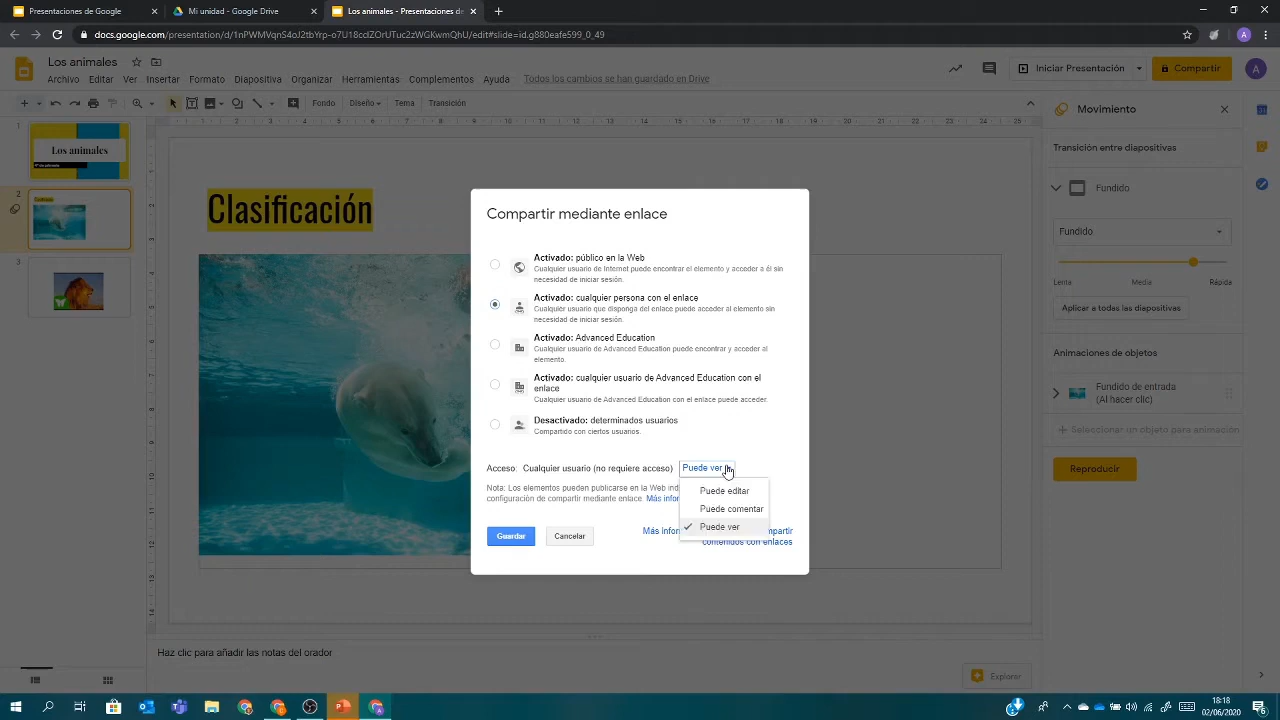 Presentaciones de Google
Mi unidad - Google Drive
Los animales - Presentaciones de
docs.google.com/presentation/d/1nPWMVqnS4oJ2tbYrp-o7U18ccdZOrUTuc2zWGKwmQhU/edit#slide=id.g880eafe599_0_49
A
Los animales
Archivo Editar Ver Insertar Formato Diapositiva Organizar Herramientas Complementos Ayuda Todos los cambios se han guardado en Drive
Iniciar Presentación
Compartir
A
Fondo Diseño Tema Transición
Movimiento
Transición entre diapositivas
Fundido
Fundido
Lenta Media Rápida
Aplicar a todas las diapositivas
Animaciones de objetos
Fundido de entrada
(Al hacer clic)
Seleccionar un objeto para animación
Reproducir
1
Los animales
2
3
Clasificación
Compartir mediante enlace
Activado: público en la Web
Cualquier usuario de Internet puede encontrar el elemento y acceder a él sin
necesidad de iniciar sesión.
Activado: cualquier persona con el enlace
Cualquier usuario que disponga del enlace puede acceder al elemento sin
necesidad de iniciar sesión.
Activado: Advanced Education
Cualquier usuario de Advanced Education puede encontrar y acceder al
elemento.
Activado: cualquier usuario de Advanced Education con el
enlace
Cualquier usuario de Advanced Education con el enlace puede acceder.
Desactivado: determinados usuarios
Compartido con ciertos usuarios.
Acceso: Cualquier usuario (no requiere acceso) Puede ver
Puede editar
Puede comentar
Puede ver
Nota: Los elementos pueden publicarse en la Web ind
configuración de compartir mediante enlace. Más infor
Guardar
Cancelar
Más infor mpartir
contenidos con enlaces
Haz clic para añadir las notas del orador
Explorar
18:18
02/06/2020